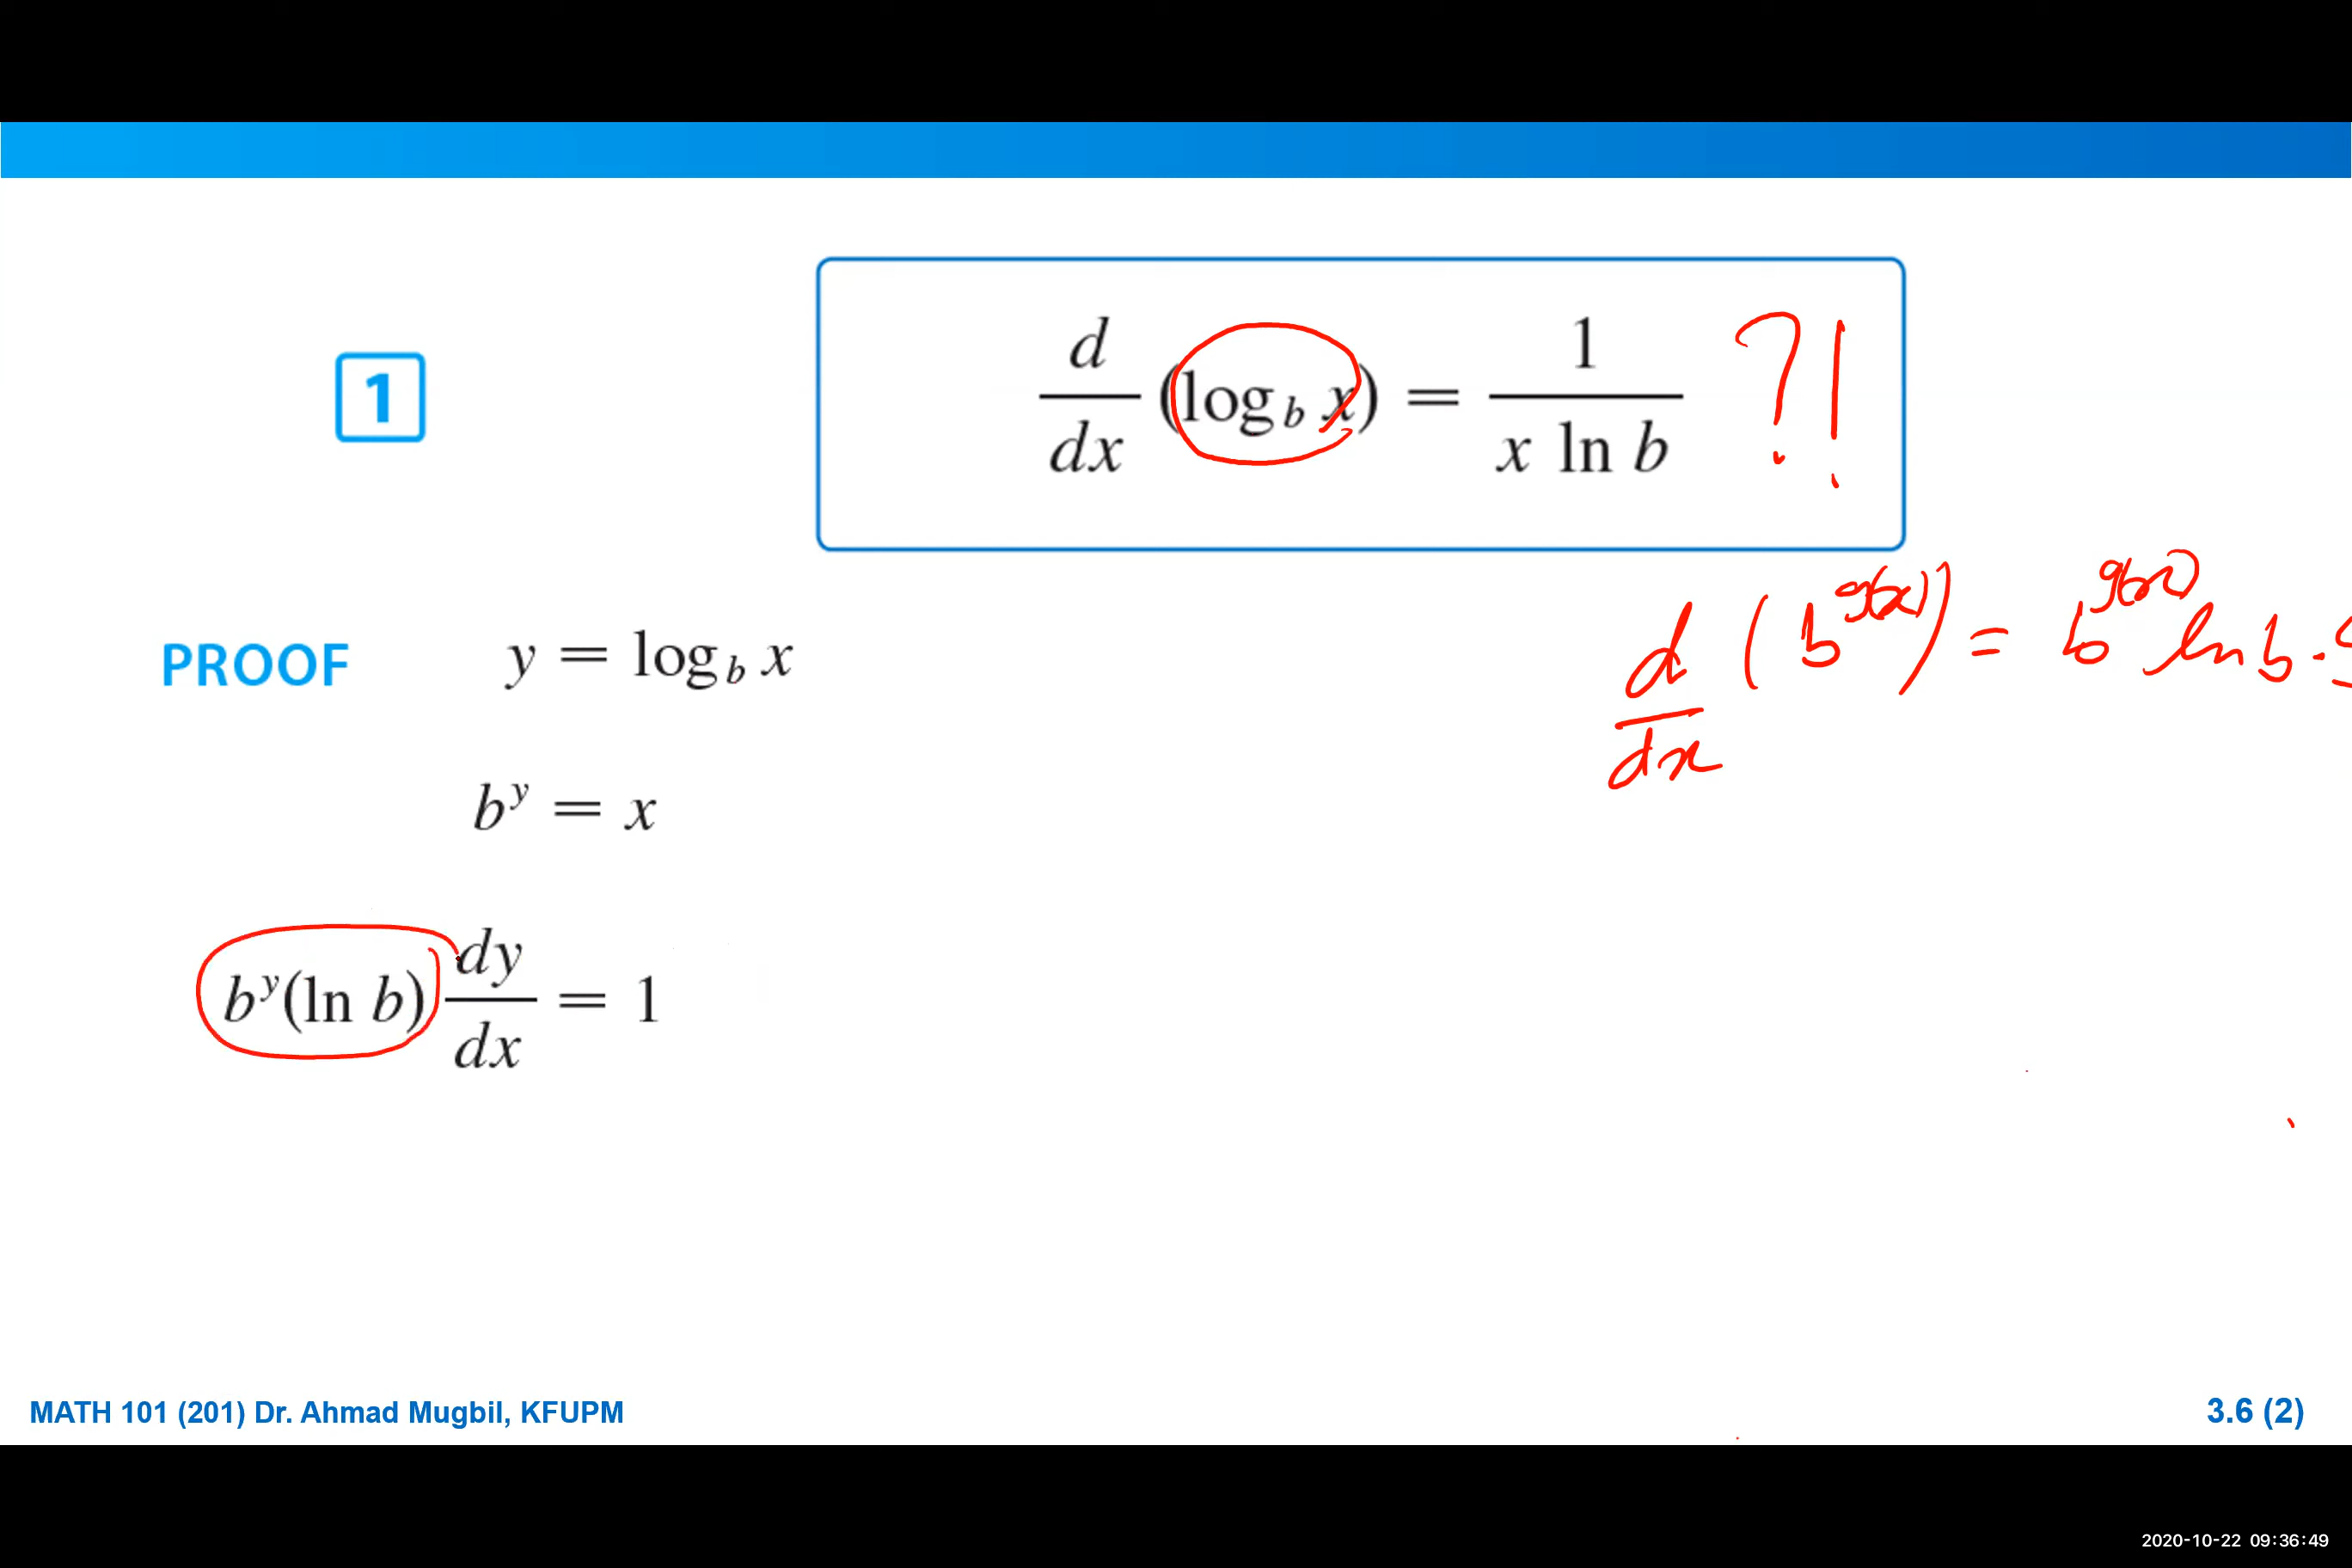 1
d/dx (log_b x) = 1/(x ln b) ?!
d/dx (b^g(x)) = b^g(x) ln b ·
PROOF y = log_b x
b^y = x
b^y(ln b) dy/dx = 1
MATH 101 (201) Dr. Ahmad Mugbil, KFUPM
3.6 (2)
2020-10-22 09:36:49